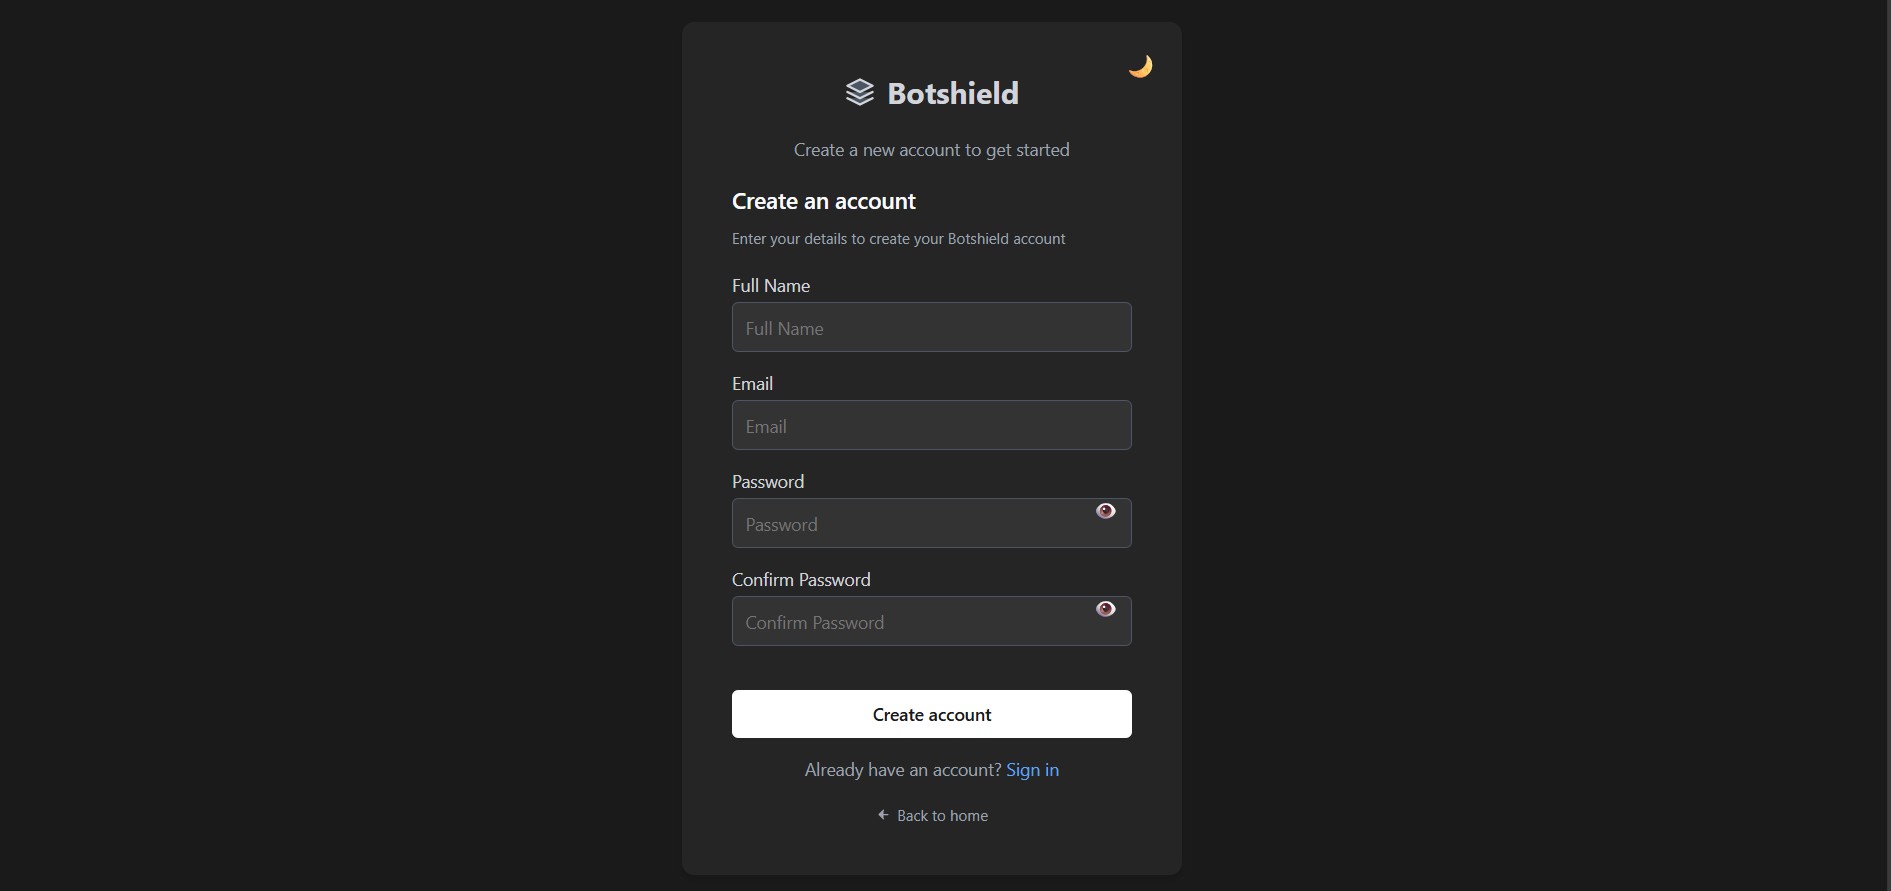 Botshield
Create a new account to get started
Create an account
Enter your details to create your Botshield account
Full Name
Full Name
Email
Email
Password
Password
Confirm Password
Confirm Password
Create account
Already have an account? Sign in
Back to home